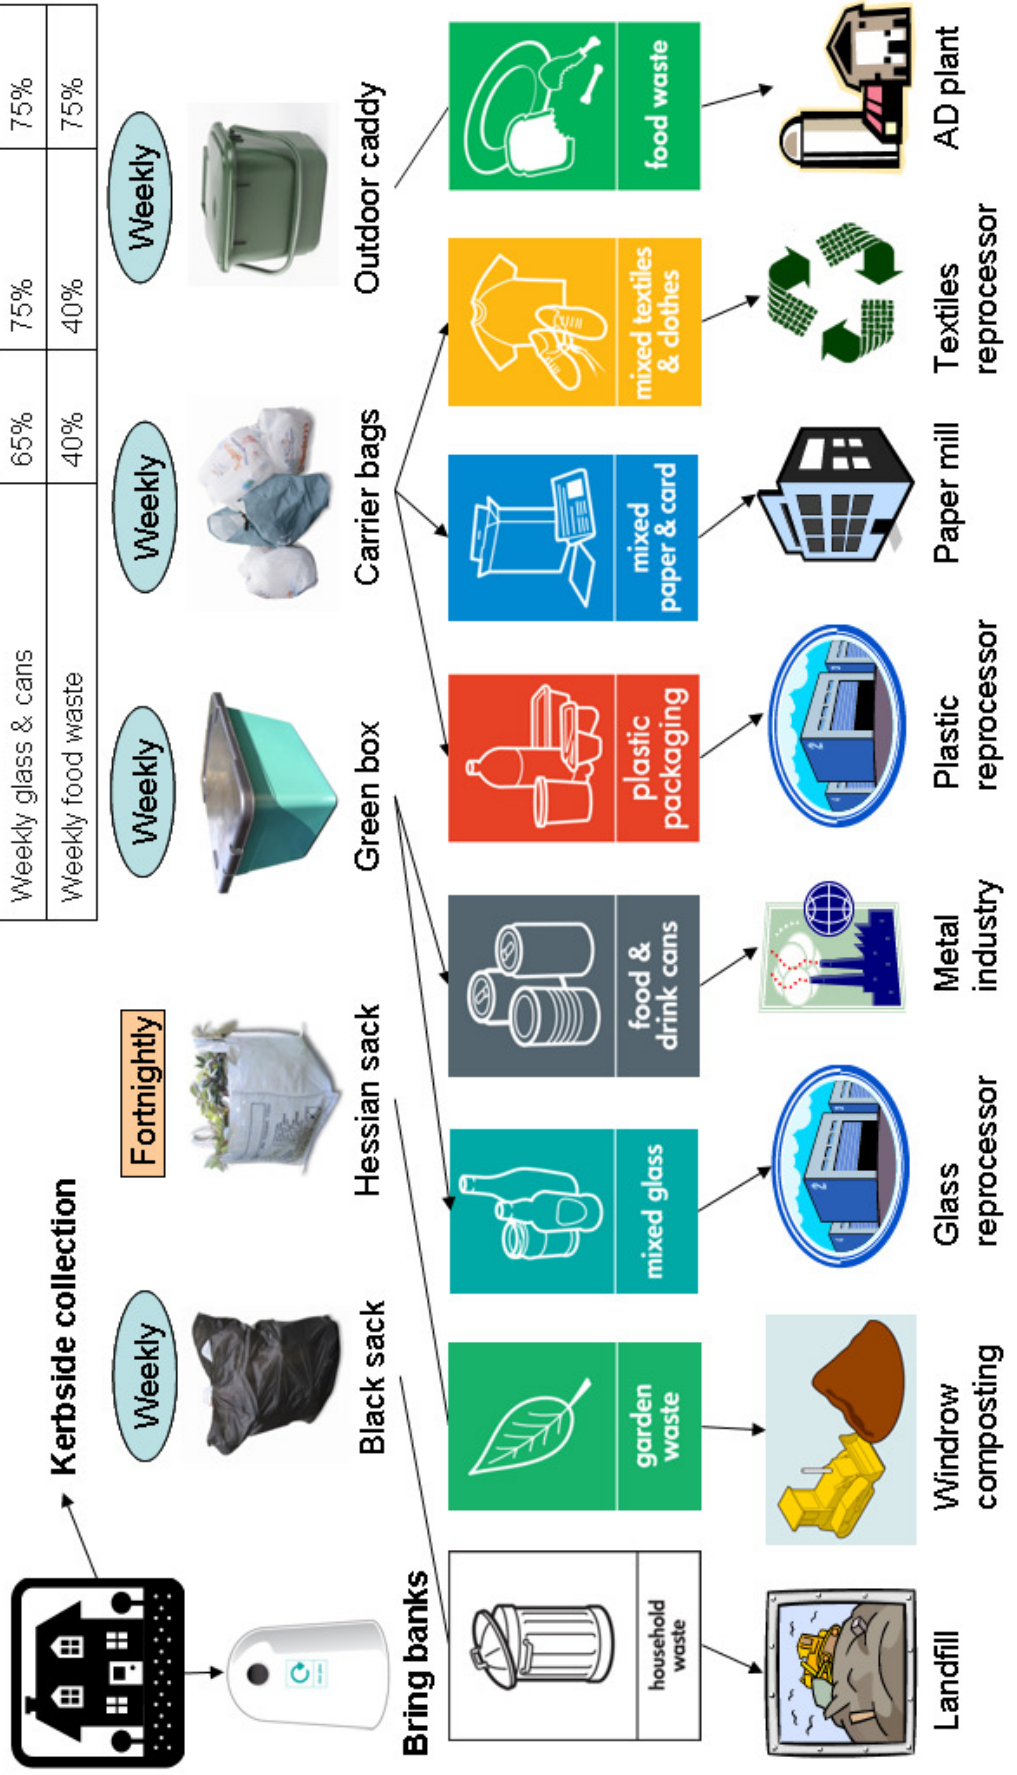 Weekly glass & cans 65% 75% 75%
Weekly food waste 40% 40% 75%
Kerbside collection
Weekly
Fortnightly
Weekly
Weekly
Weekly
Black sack
Hessian sack
Green box
Carrier bags
Outdoor caddy
Bring banks
household
waste
garden
waste
mixed glass
food &
drink cans
plastic
packaging
mixed
paper & card
mixed textiles
& clothes
food waste
Landfill
Windrow
composting
Glass
reprocessor
Metal
industry
Plastic
reprocessor
Paper mill
Textiles
reprocessor
AD plant